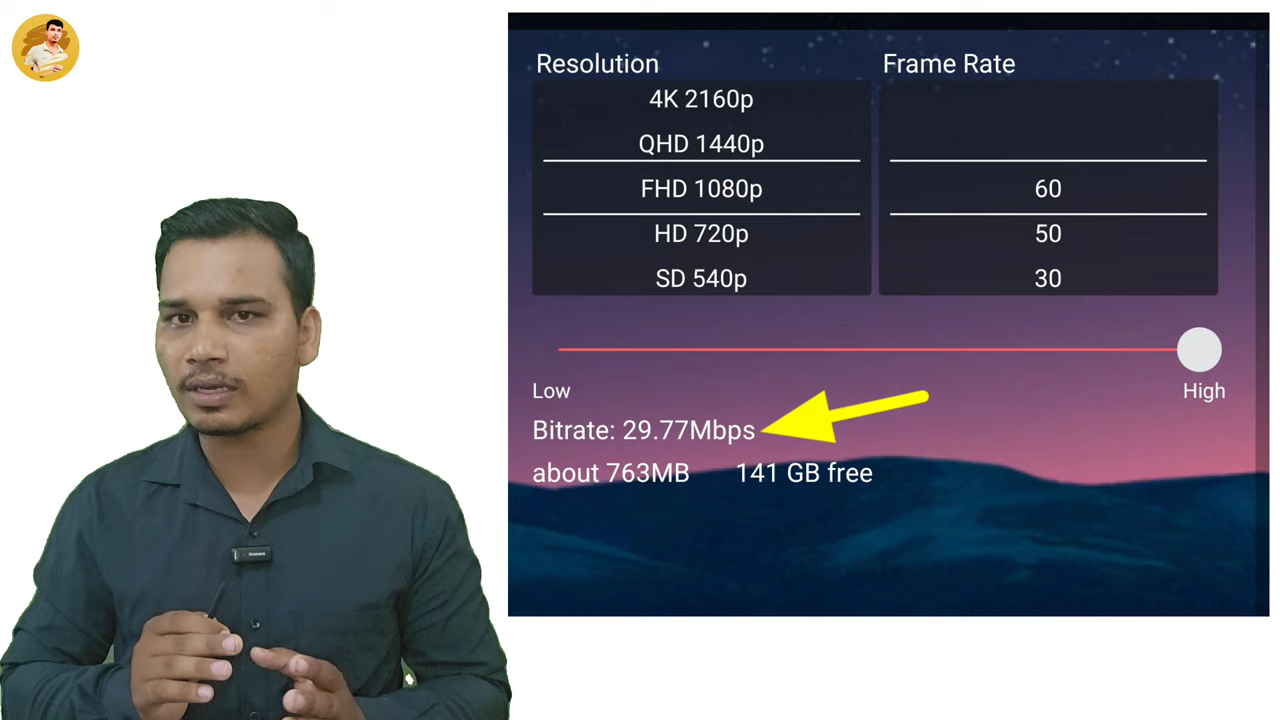 Resolution
Frame Rate
4K 2160p
QHD 1440p
FHD 1080p
HD 720p
SD 540p
60
50
30
Low
High
Bitrate: 29.77Mbps
about 763MB 141 GB free